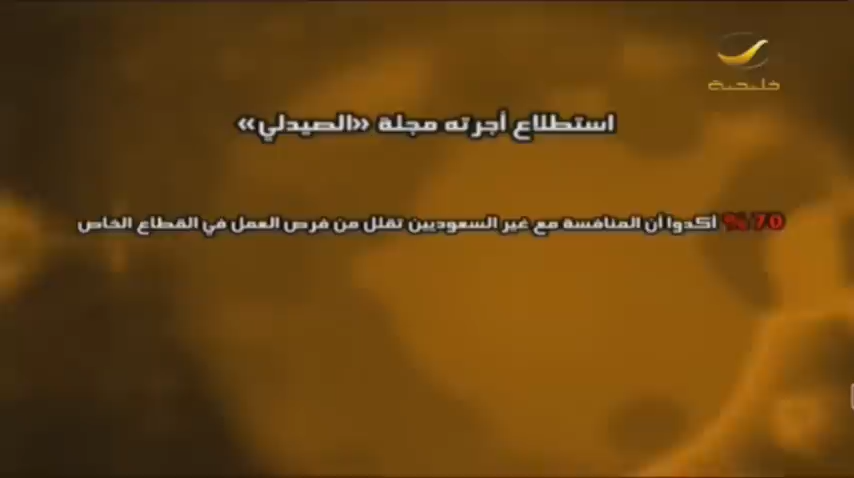 خليجية
استطلاع أجرته مجلة «الصيدلي»
70 % أكدوا أن المنافسة مع غير السعوديين تقلل من فرص العمل في القطاع الخاص